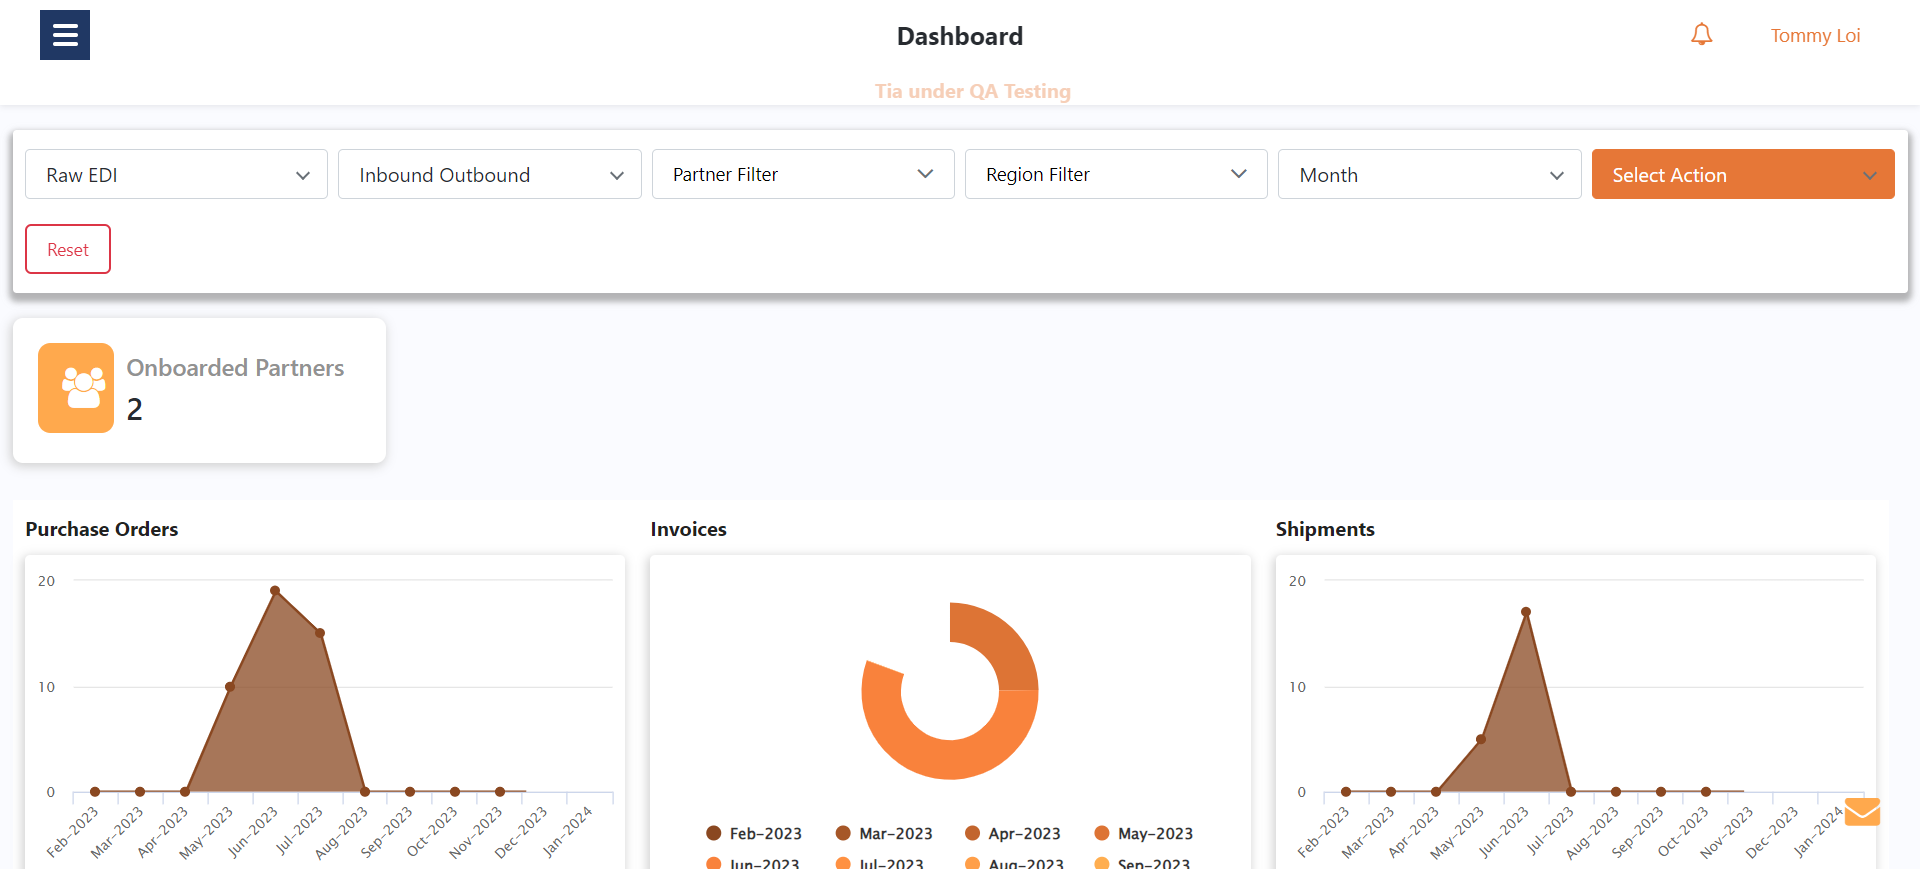 Dashboard
Tommy Loi
Tia under QA Testing
Raw EDI
Inbound Outbound
Partner Filter
Region Filter
Month
Select Action
Reset
Onboarded Partners
2
Purchase Orders
20
10
0
Feb-2023
Mar-2023
Apr-2023
May-2023
Jun-2023
Jul-2023
Aug-2023
Sep-2023
Oct-2023
Nov-2023
Dec-2023
Jan-2024
Invoices
Feb-2023
Mar-2023
Apr-2023
May-2023
Jun-2023
Jul-2023
Aug-2023
Sep-2023
Shipments
20
10
0
Feb-2023
Mar-2023
Apr-2023
May-2023
Jun-2023
Jul-2023
Aug-2023
Sep-2023
Oct-2023
Nov-2023
Dec-2023
Jan-2024